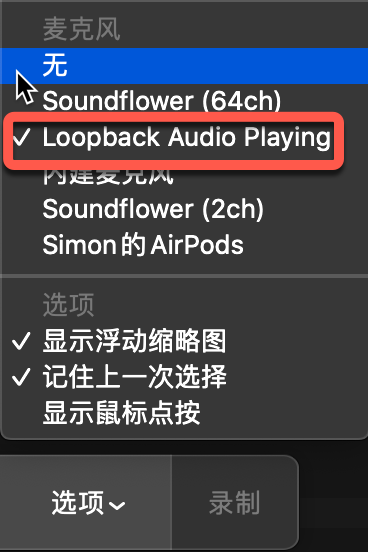 麦克风
无
Soundflower (64ch)
✓ Loopback Audio Playing
内建麦克风
Soundflower (2ch)
Simon的AirPods
选项
✓ 显示浮动缩略图
✓ 记住上一次选择
显示鼠标点按
选项
录制